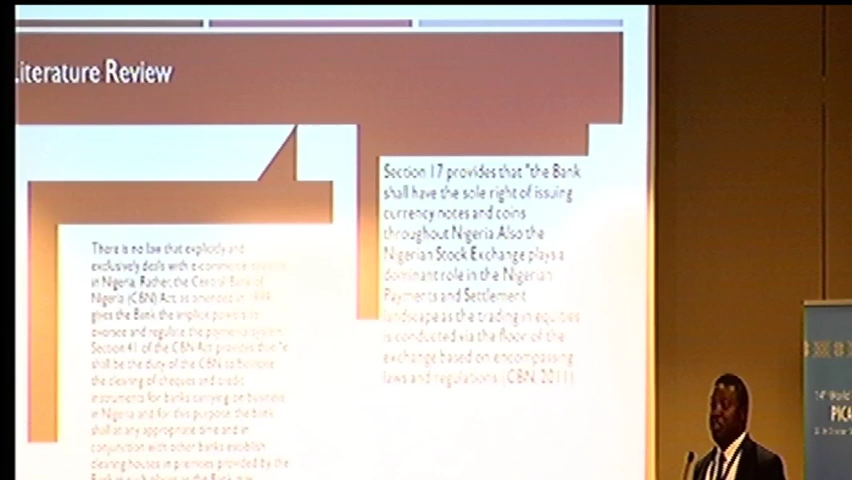 Literature Review
There is no law that explicitly and
exclusively deals with e-commerce
in Nigeria. Rather, the Central Bank of
Nigeria (CBN) Act, as amended in
gives the Bank the implicit powers to
oversee and regulate the payments system.
Section 41 of the CBN Act provides that
shall be the duty of the CBN to
the clearing of cheques and credit
instruments for banks carrying on business
in Nigeria and for this purpose, the bank
shall at any appropriate time and in
conjunction with other banks establish
clearing houses in premises provided by the
Section 17 provides that "the Bank
shall have the sole right of issuing
currency notes and coins
throughout Nigeria. Also the
Nigerian Stock Exchange plays a
dominant role in the Nigerian
Payments and Settlement
landscape as the trading in equities
is conducted via the floor of the
exchange based on encompassing
laws and regulations (CBN, 2011)
14th World